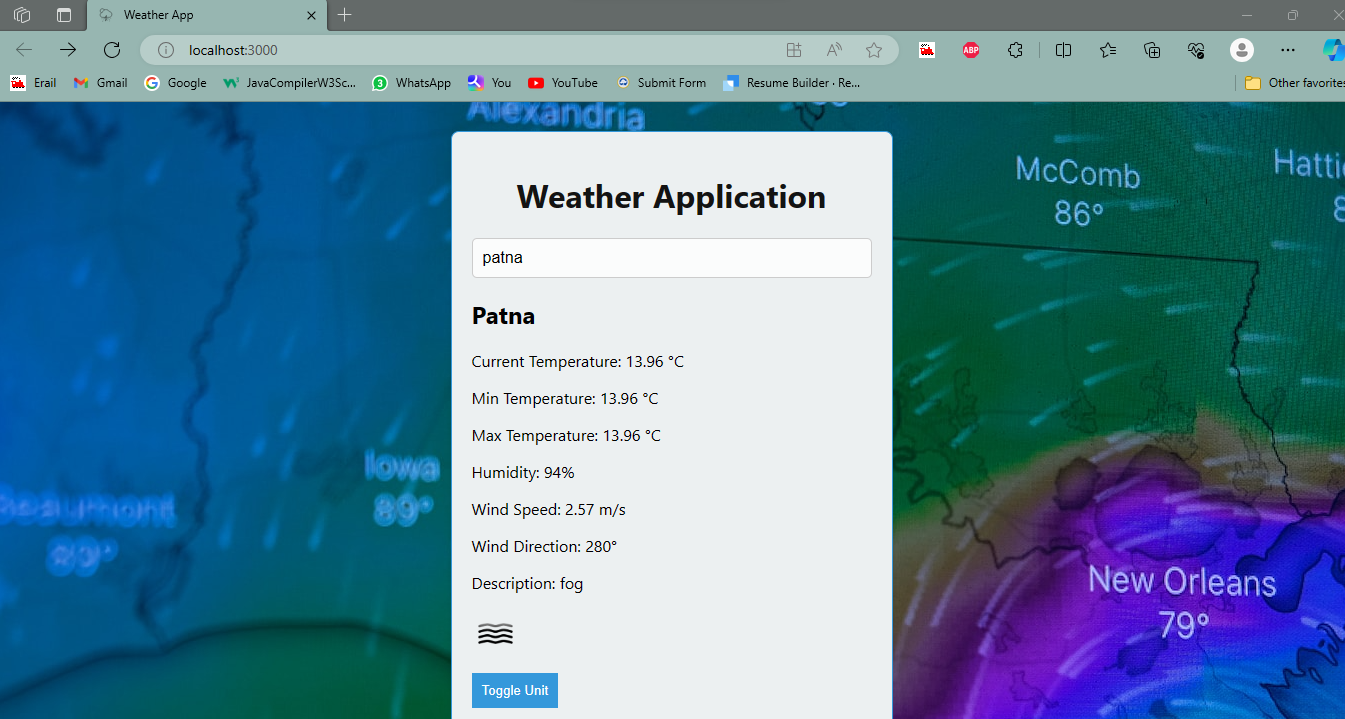 Weather App
localhost:3000
ABP
Erail
Gmail
Google
JavaCompilerW3Sc...
3
WhatsApp
You
YouTube
Submit Form
Resume Builder · Re...
Other favorites
Alexandria
McComb
86°
Weather Application
patna
Patna
Current Temperature: 13.96 °C
Min Temperature: 13.96 °C
Max Temperature: 13.96 °C
Humidity: 94%
Wind Speed: 2.57 m/s
Wind Direction: 280°
Description: fog
Toggle Unit
Iowa
89°
Beaumont
New Orleans
79°